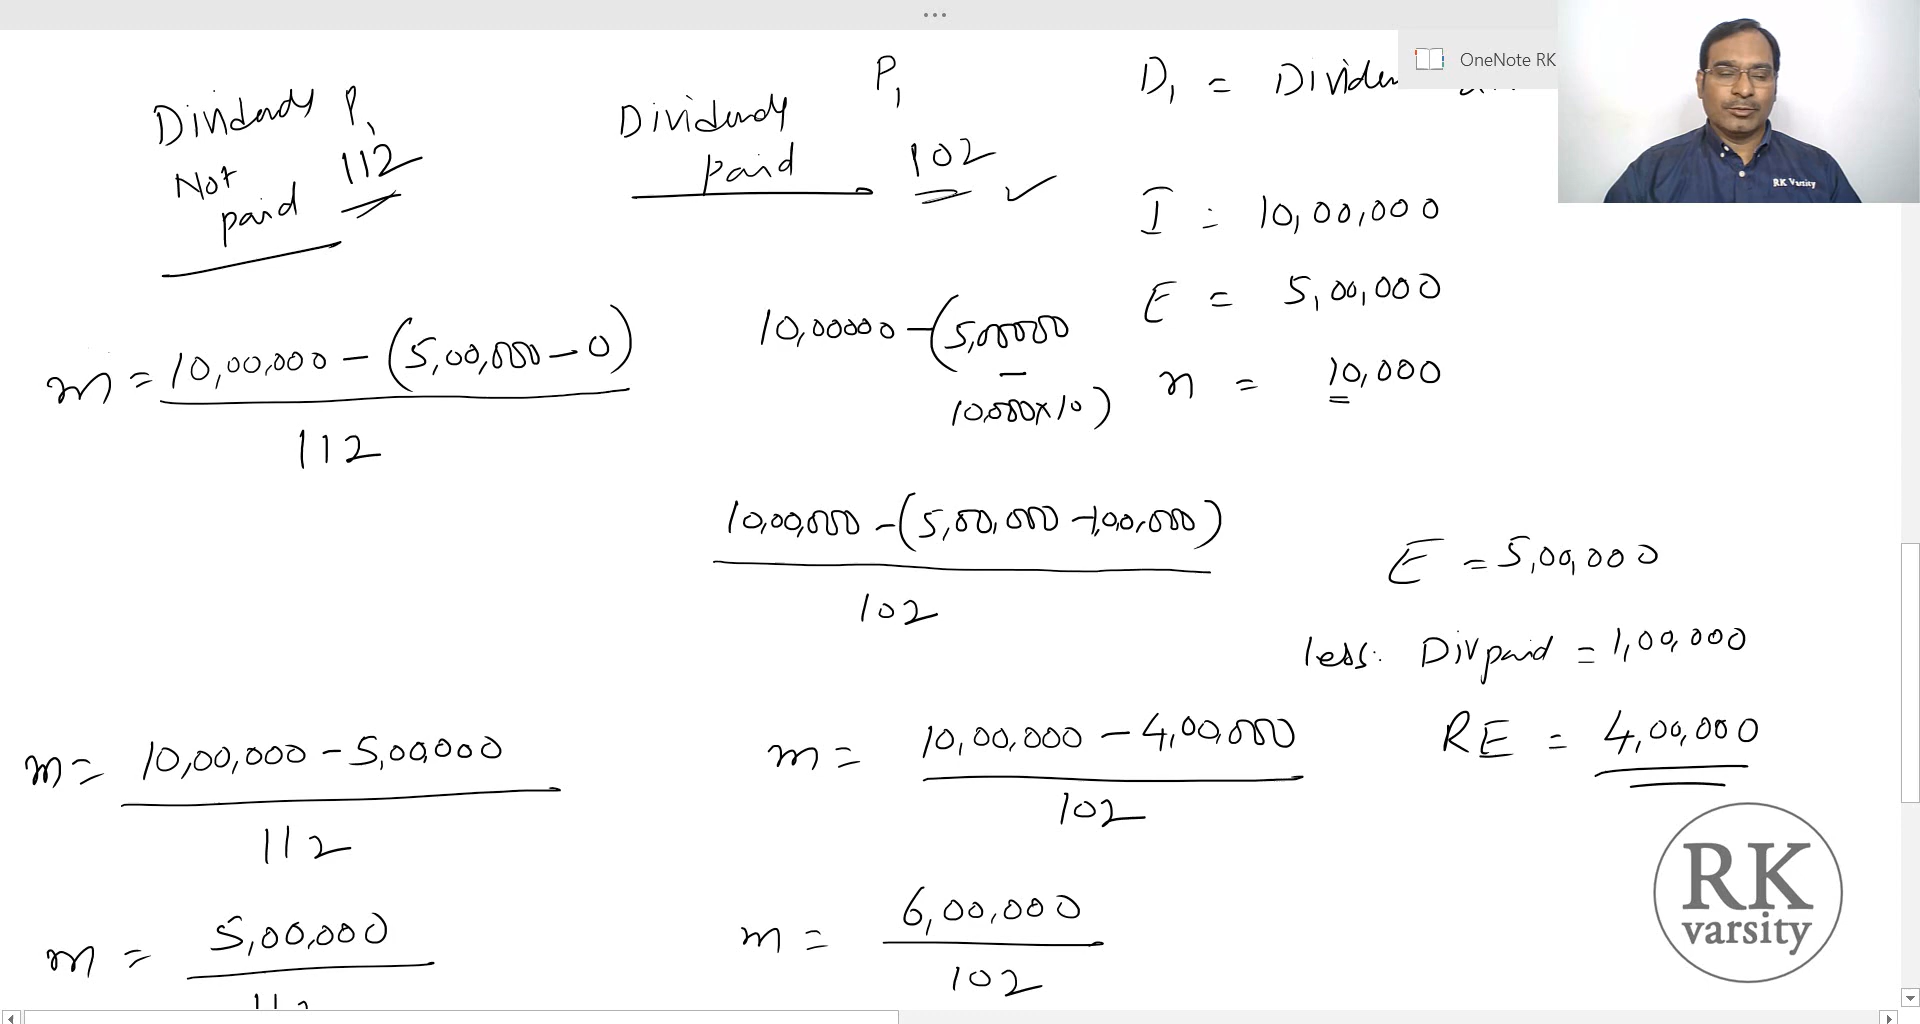 Dividends P₁
Not 112
paid
Dividends P₁
paid 102 ✓
D₁ =
OneNote RK
RK Varsity
I = 10,00,000
E = 5,00,000
n = 10,000
m = 10,00,000 - (5,00,000 - 0)
112
10,00000 - (5,00000
-
10,000x10)
10,00,000 - (5,00,000 - 1,00,000)
102
E = 5,00,000
less: Div paid = 1,00,000
RE = 4,00,000
m = 10,00,000 - 5,00,000
112
m = 10,00,000 - 4,00,000
102
m = 5,00,000
m = 6,00,000
102
RK
varsity